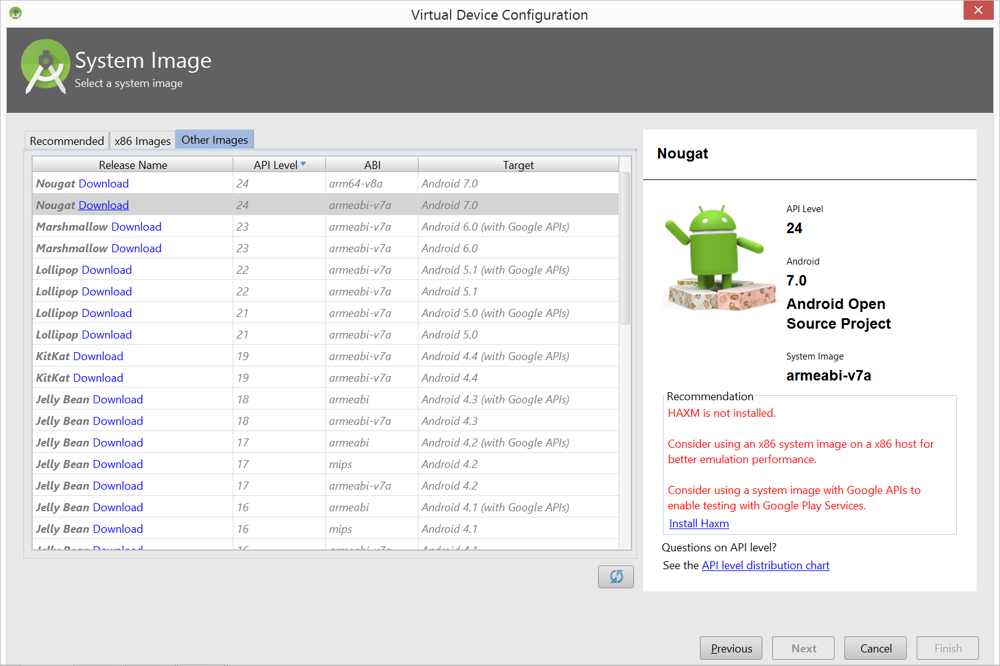 Virtual Device Configuration
System Image
Select a system image
Recommended x86 Images Other Images
Release Name API Level ABI Target
Nougat Download 24 arm64-v8a Android 7.0
Nougat Download 24 armeabi-v7a Android 7.0
Marshmallow Download 23 armeabi-v7a Android 6.0 (with Google APIs)
Marshmallow Download 23 armeabi-v7a Android 6.0
Lollipop Download 22 armeabi-v7a Android 5.1 (with Google APIs)
Lollipop Download 22 armeabi-v7a Android 5.1
Lollipop Download 21 armeabi-v7a Android 5.0 (with Google APIs)
Lollipop Download 21 armeabi-v7a Android 5.0
KitKat Download 19 armeabi-v7a Android 4.4 (with Google APIs)
KitKat Download 19 armeabi-v7a Android 4.4
Jelly Bean Download 18 armeabi Android 4.3 (with Google APIs)
Jelly Bean Download 18 armeabi-v7a Android 4.3
Jelly Bean Download 17 armeabi Android 4.2 (with Google APIs)
Jelly Bean Download 17 mips Android 4.2
Jelly Bean Download 17 armeabi-v7a Android 4.2
Jelly Bean Download 16 armeabi Android 4.1 (with Google APIs)
Jelly Bean Download 16 mips Android 4.1
Jelly Bean Download 16 armeabi-v7a Android 4.1
Nougat
API Level
24
Android
7.0
Android Open
Source Project
System Image
armeabi-v7a
Recommendation
HAXM is not installed.
Consider using an x86 system image on a x86 host for
better emulation performance.
Consider using a system image with Google APIs to
enable testing with Google Play Services.
Install Haxm
Questions on API level?
See the API level distribution chart
Previous Next Cancel Finish